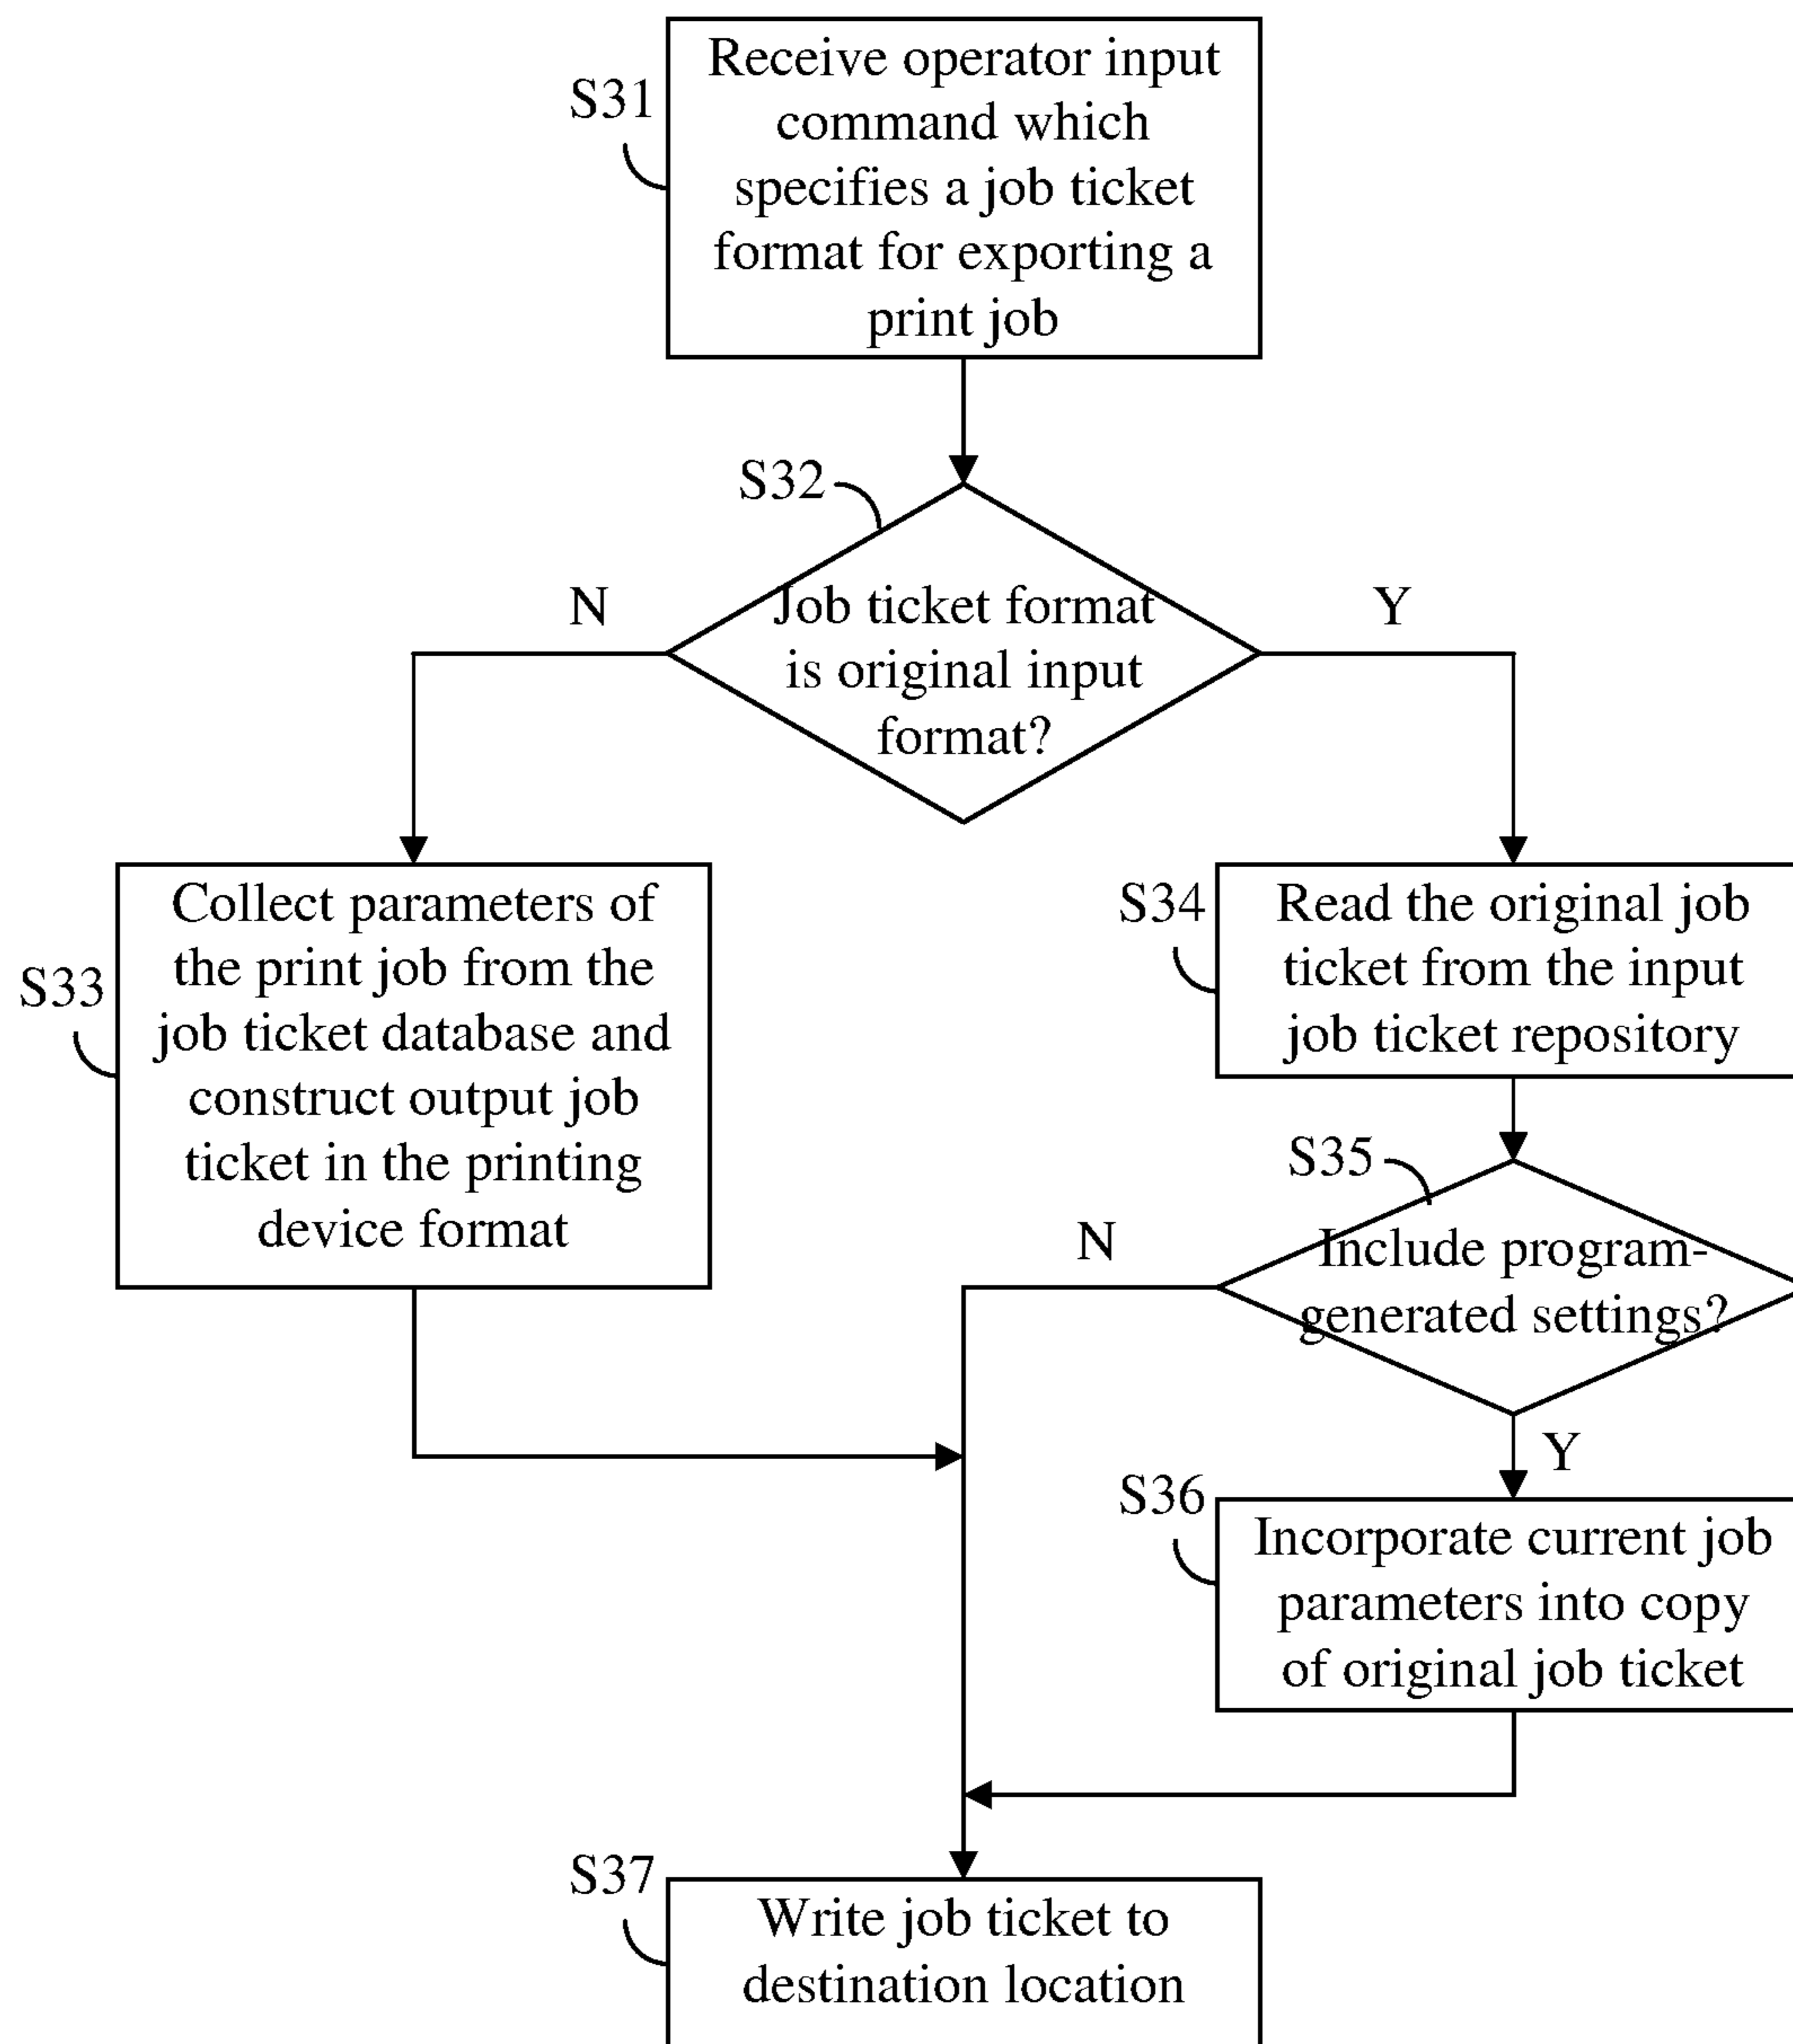 S31
Receive operator input
command which
specifies a job ticket
format for exporting a
print job
S32
Job ticket format
is original input
format?
N
Y
S33
Collect parameters of
the print job from the
job ticket database and
construct output job
ticket in the printing
device format
S34
Read the original job
ticket from the input
job ticket repository
S35
Include program-
generated settings?
N
Y
S36
Incorporate current job
parameters into copy
of original job ticket
S37
Write job ticket to
destination location